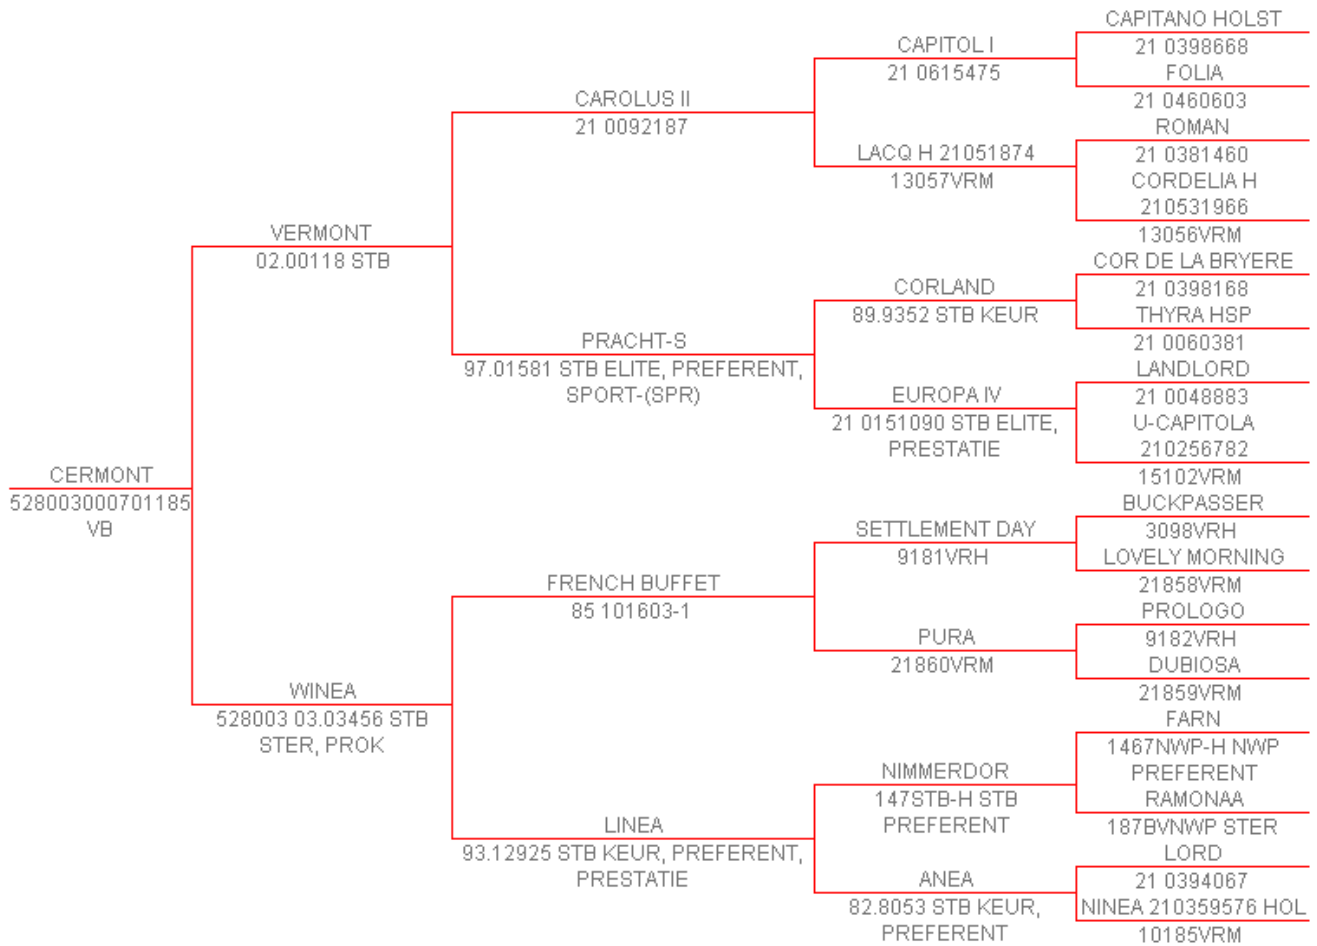 CAPITANO HOLST
CAPITOL I
21 0398668
21 0615475
FOLIA
CAROLUS II
21 0460603
21 0092187
ROMAN
LACQ H 21051874
21 0381460
13057VRM
CORDELIA H
210531966
VERMONT
13056VRM
02.00118 STB
COR DE LA BRYERE
CORLAND
21 0398168
89.9352 STB KEUR
THYRA HSP
PRACHT-S
21 0060381
97.01581 STB ELITE, PREFERENT,
SPORT-(SPR)
LANDLORD
EUROPA IV
21 0048883
21 0151090 STB ELITE,
PRESTATIE
U-CAPITOLA
210256782
CERMONT
15102VRM
528003000701185
VB
BUCKPASSER
SETTLEMENT DAY
3098VRH
9181VRH
LOVELY MORNING
FRENCH BUFFET
21858VRM
85 101603-1
PROLOGO
PURA
9182VRH
21860VRM
DUBIOSA
WINEA
21859VRM
528003 03.03456 STB
STER, PROK
FARN
NIMMERDOR
1467NWP-H NWP
PREFERENT
147STB-H STB
PREFERENT
RAMONAA
LINEA
187BVNWP STER
93.12925 STB KEUR, PREFERENT,
PRESTATIE
LORD
ANEA
21 0394067
82.8053 STB KEUR,
PREFERENT
NINEA 210359576 HOL
10185VRM